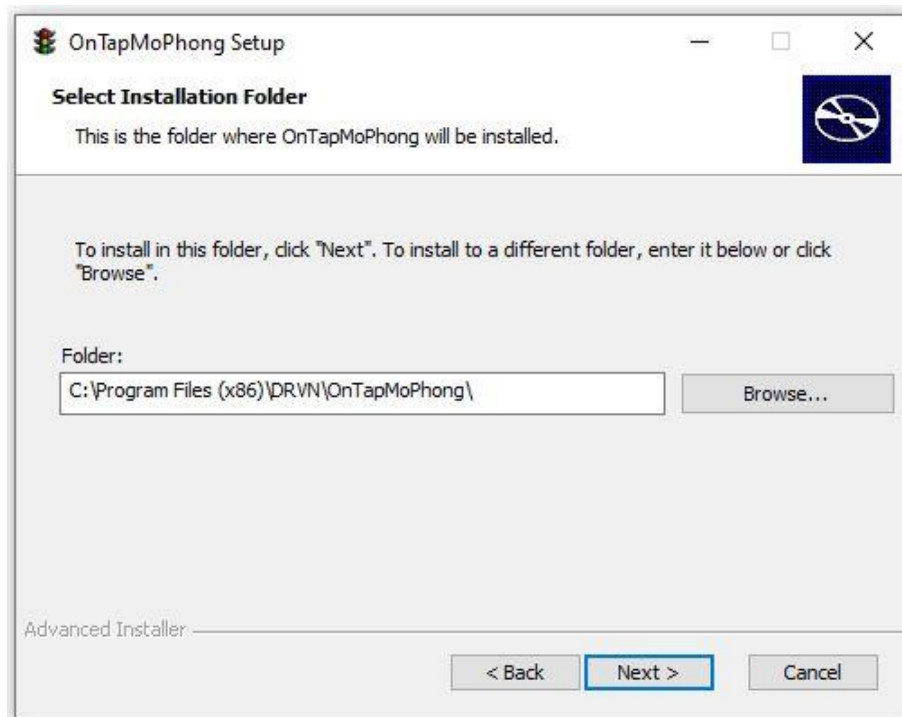 OnTapMoPhong Setup
Select Installation Folder
This is the folder where OnTapMoPhong will be installed.
To install in this folder, click "Next". To install to a different folder, enter it below or click
"Browse".
Folder:
C:\Program Files (x86)\DRVN\OnTapMoPhong\
Browse...
Advanced Installer
< Back
Next >
Cancel